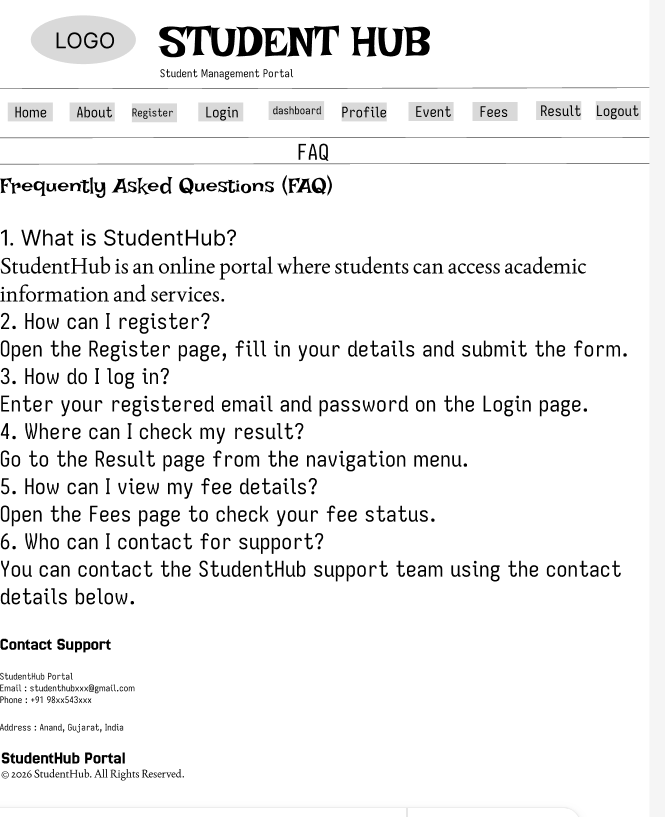 LOGO
STUDENT HUB
Student Management Portal
Home About Register Login dashboard Profile Event Fees Result Logout
FAQ
Frequently Asked Questions (FAQ)
1. What is StudentHub?
StudentHub is an online portal where students can access academic
information and services.
2. How can I register?
Open the Register page, fill in your details and submit the form.
3. How do I log in?
Enter your registered email and password on the Login page.
4. Where can I check my result?
Go to the Result page from the navigation menu.
5. How can I view my fee details?
Open the Fees page to check your fee status.
6. Who can I contact for support?
You can contact the StudentHub support team using the contact
details below.
Contact Support
StudentHub Portal
Email : studenthubxxx@gmail.com
Phone : +91 98xx543xxx
Address : Anand, Gujarat, India
StudentHub Portal
© 2026 StudentHub. All Rights Reserved.